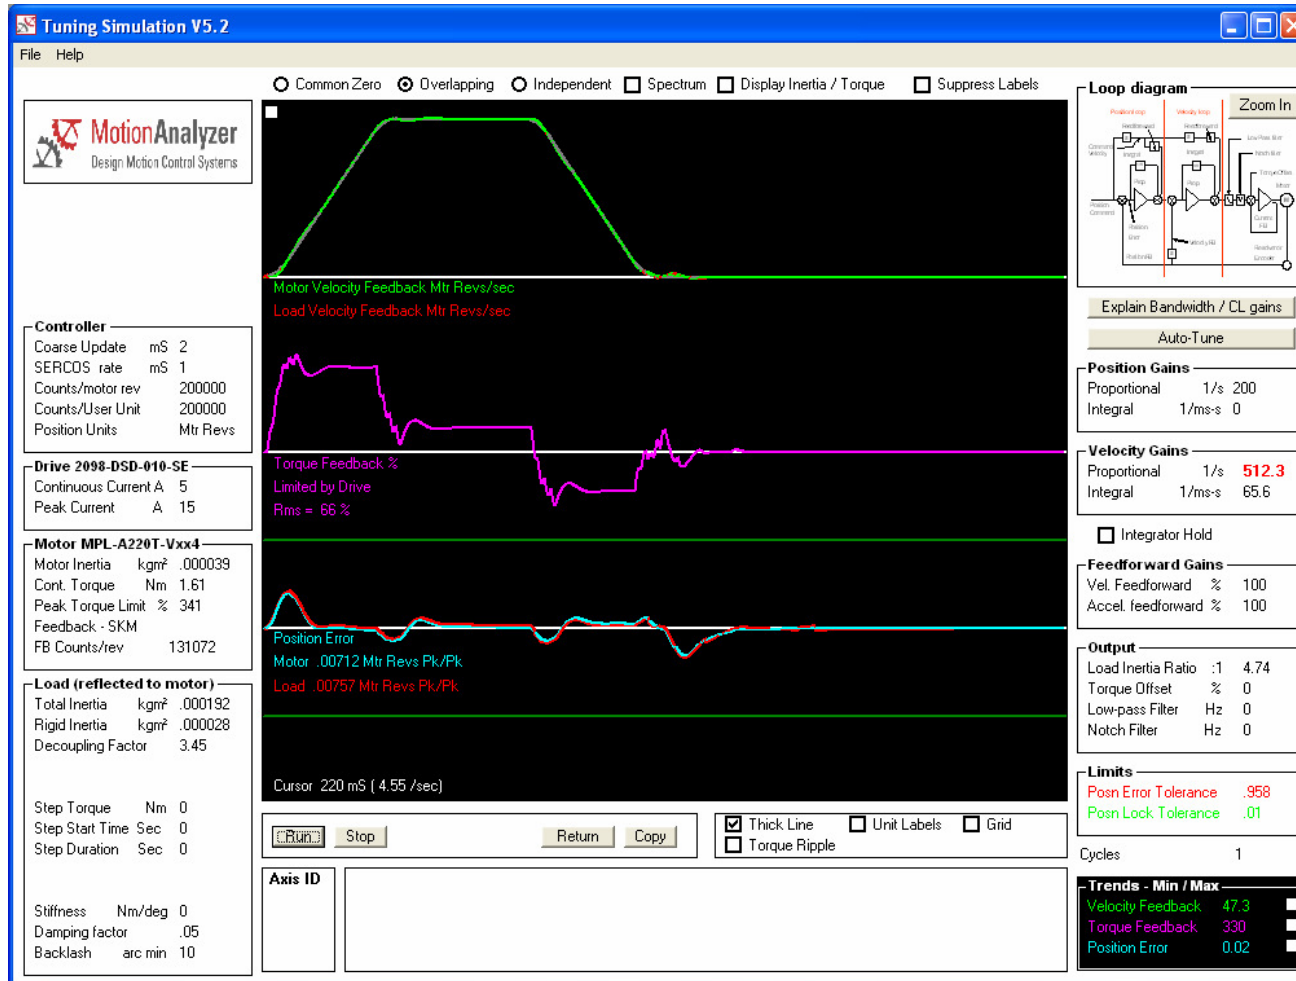 Tuning Simulation V5.2
File Help
Common Zero Overlapping Independent Spectrum Display Inertia / Torque Suppress Labels
MotionAnalyzer
Design Motion Control Systems
Controller
Coarse Update mS 2
SERCOS rate mS 1
Counts/motor rev 200000
Counts/User Unit 200000
Position Units Mtr Revs
Drive 2098-DSD-010-SE
Continuous Current A 5
Peak Current A 15
Motor MPL-A220T-Vxx4
Motor Inertia kgm² .000039
Cont. Torque Nm 1.61
Peak Torque Limit % 341
Feedback - SKM
FB Counts/rev 131072
Load (reflected to motor)
Total Inertia kgm² .000192
Rigid Inertia kgm² .000028
Decoupling Factor 3.45
Step Torque Nm 0
Step Start Time Sec 0
Step Duration Sec 0
Stiffness Nm/deg 0
Damping factor .05
Backlash arc min 10
Motor Velocity Feedback Mtr Revs/sec
Load Velocity Feedback Mtr Revs/sec
Torque Feedback %
Limited by Drive
Rms = 66 %
Position Error
Motor .00712 Mtr Revs Pk/Pk
Load .00757 Mtr Revs Pk/Pk
Cursor 220 mS ( 4.55 /sec)
Run Stop Return Copy
Thick Line Unit Labels Grid
Torque Ripple
Axis ID
Loop diagram
Zoom In
Position loop Velocity loop
Explain Bandwidth / CL gains
Auto-Tune
Position Gains
Proportional 1/s 200
Integral 1/ms-s 0
Velocity Gains
Proportional 1/s 512.3
Integral 1/ms-s 65.6
Integrator Hold
Feedforward Gains
Vel. Feedforward % 100
Accel. feedforward % 100
Output
Load Inertia Ratio :1 4.74
Torque Offset % 0
Low-pass Filter Hz 0
Notch Filter Hz 0
Limits
Posn Error Tolerance .958
Posn Lock Tolerance .01
Cycles 1
Trends - Min / Max
Velocity Feedback 47.3
Torque Feedback 330
Position Error 0.02